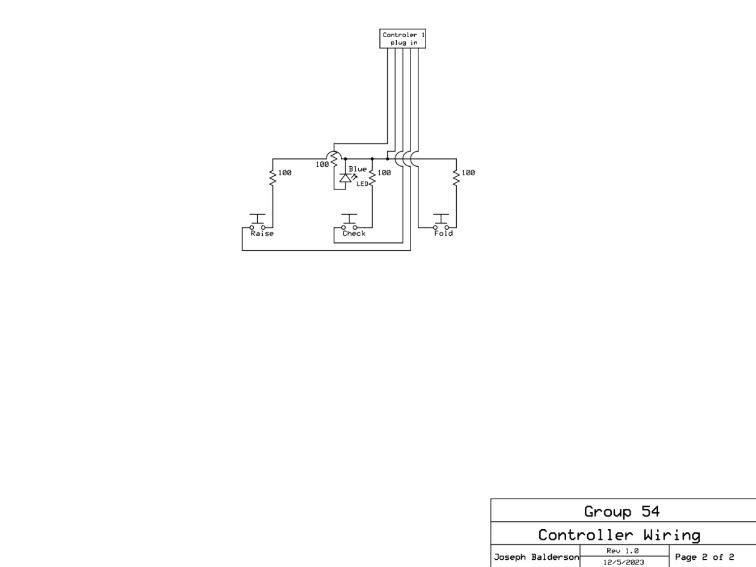 Controler 1
plug in
100
100
Blue
LED
100
100
Raise
Check
Fold
Group 54
Controller Wiring
Joseph Balderson
Rev 1.0
12/5/2023
Page 2 of 2